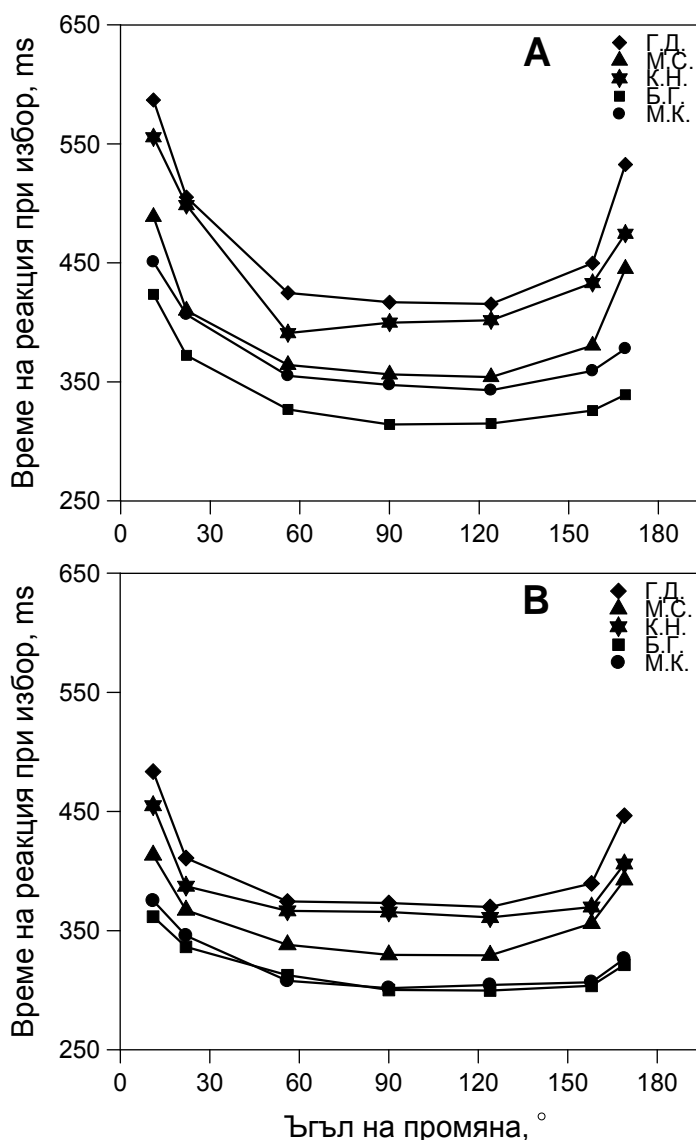 650
550
450
350
250
Време на реакция при избор, ms
A
Г.Д.
М.С.
К.Н.
Б.Г.
М.К.
0 30 60 90 120 150 180
650
550
450
350
250
Време на реакция при избор, ms
B
Г.Д.
М.С.
К.Н.
Б.Г.
М.К.
0 30 60 90 120 150 180
Ъгъл на промяна, °